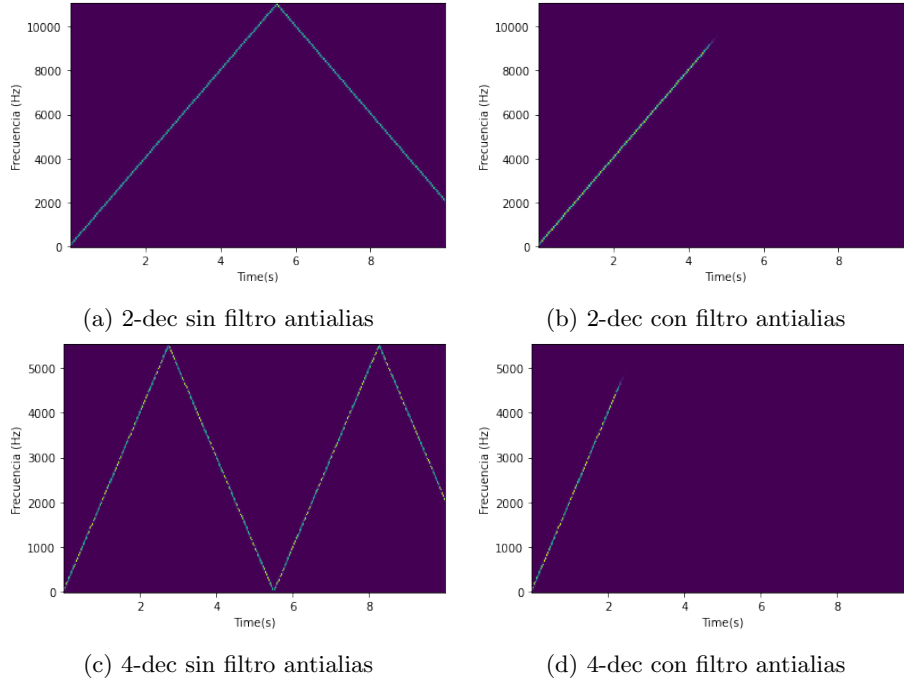 10000
8000
6000
4000
2000
0
Frecuencia (Hz)
2 4 6 8
Time(s)
(a) 2-dec sin filtro antialias
10000
8000
6000
4000
2000
0
Frecuencia (Hz)
2 4 6 8
Time(s)
(b) 2-dec con filtro antialias
5000
4000
3000
2000
1000
0
Frecuencia (Hz)
2 4 6 8
Time(s)
(c) 4-dec sin filtro antialias
5000
4000
3000
2000
1000
0
Frecuencia (Hz)
2 4 6 8
Time(s)
(d) 4-dec con filtro antialias